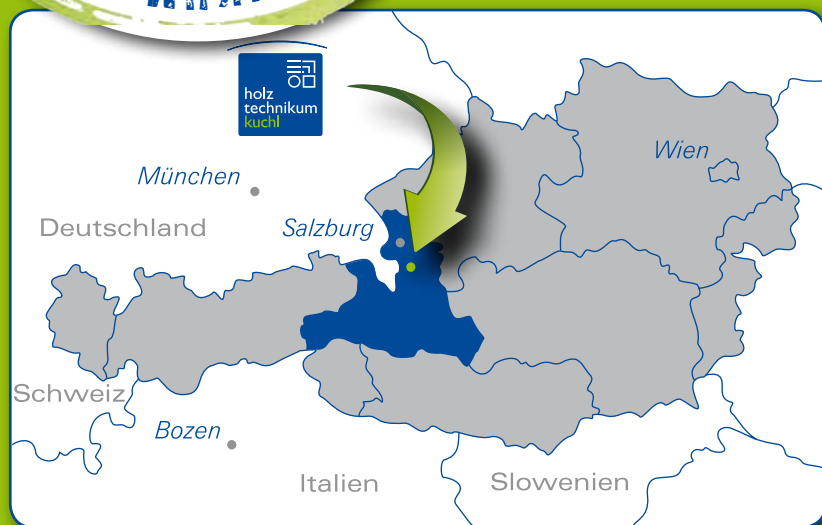 holz
technikum
kuchl
Wien
München
Deutschland
Salzburg
Schweiz
Bozen
Italien
Slowenien